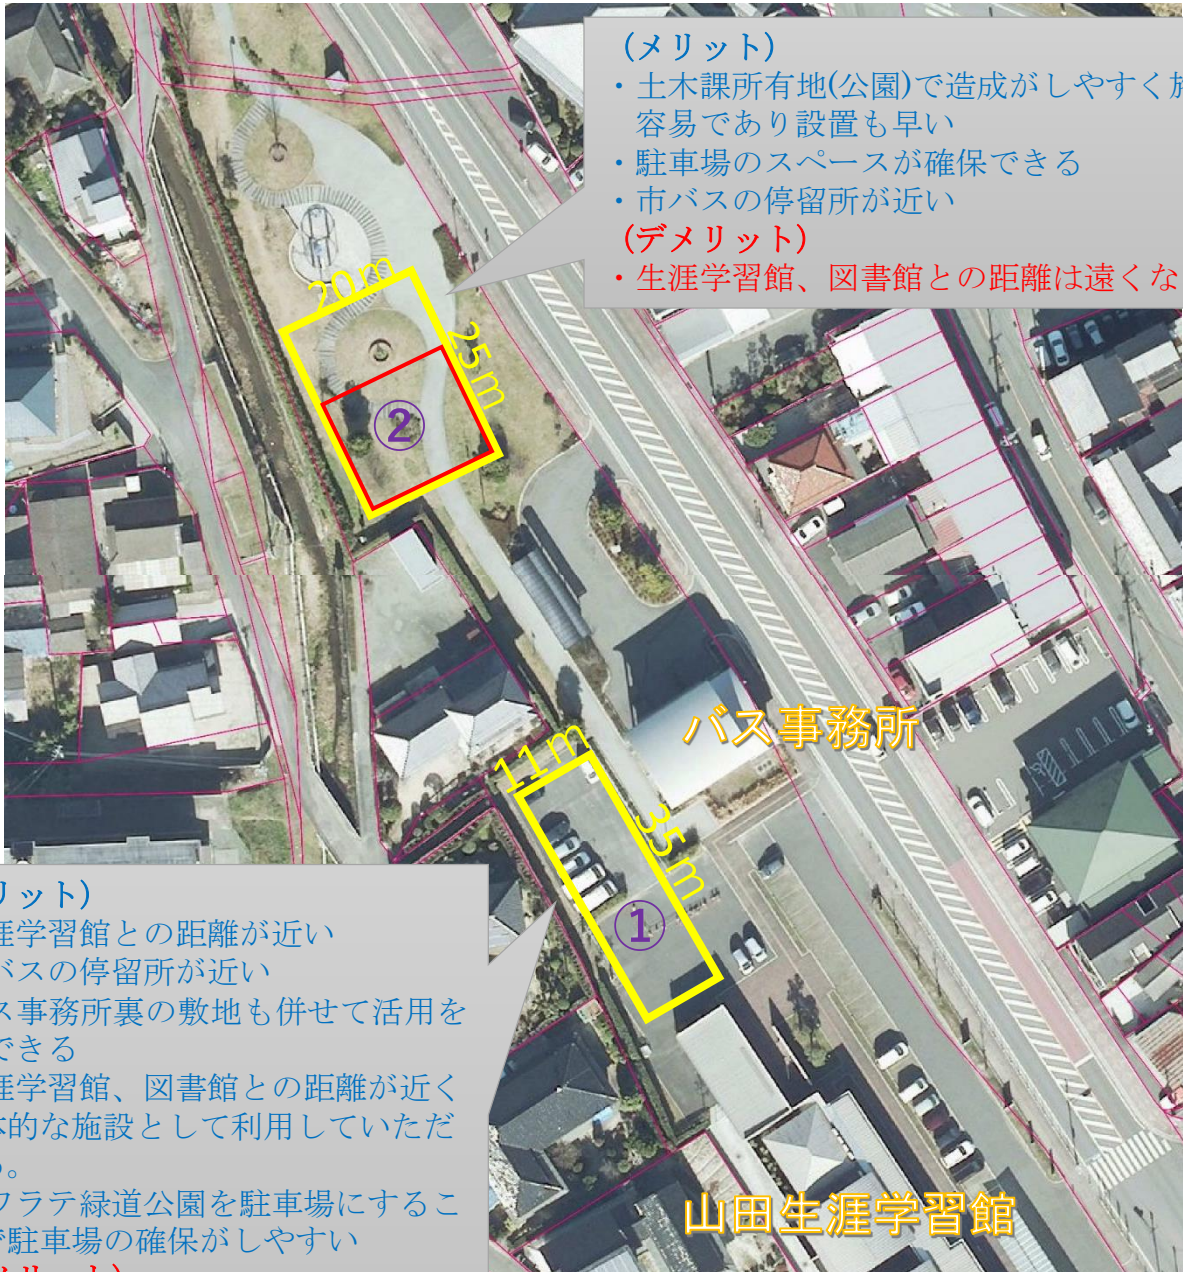 (メリット)
・土木課所有地(公園)で造成がしやすく
容易であり設置も早い
・駐車場のスペースが確保できる
・市バスの停留所が近い
(デメリット)
・生涯学習館、図書館との距離は遠くな
20m
25m
②
バス事務所
11m
35m
①
リット)
涯学習館との距離が近い
バスの停留所が近い
ス事務所裏の敷地も併せて活用を
できる
涯学習館、図書館との距離が近く
体的な施設として利用していただ
る。
フラテ緑道公園を駐車場にするこ
で駐車場の確保がしやすい
山田生涯学習館